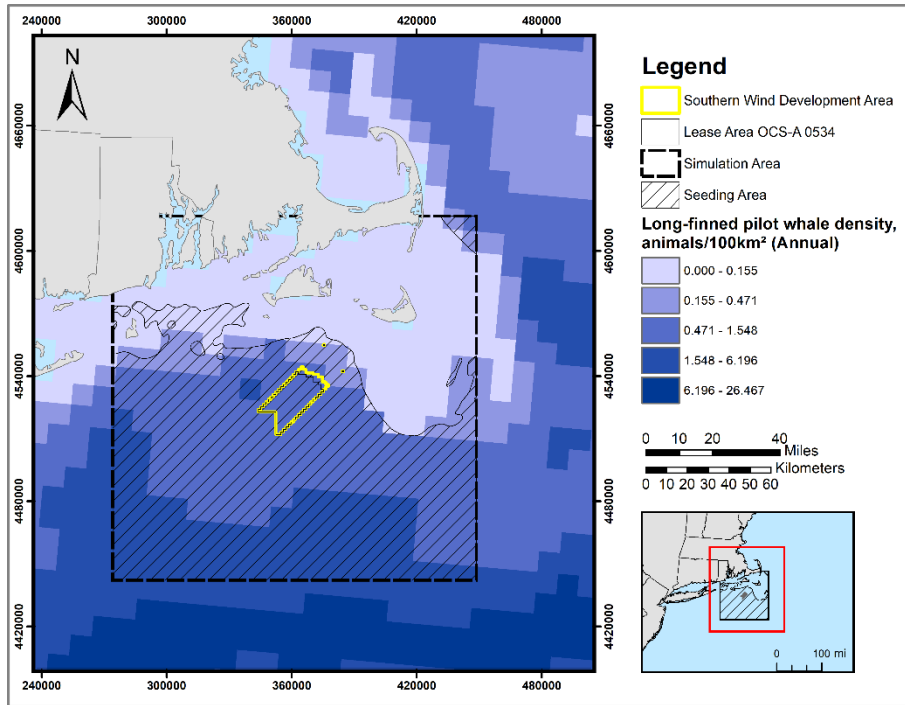 240000 300000 360000 420000 480000
N
4660000
4600000
4540000
4480000
4420000
4660000
4600000
4540000
4480000
4420000
240000 300000 360000 420000 480000
Legend
Southern Wind Development Area
Lease Area OCS-A 0534
Simulation Area
Seeding Area
Long-finned pilot whale density,
animals/100km² (Annual)
0.000 - 0.155
0.155 - 0.471
0.471 - 1.548
1.548 - 6.196
6.196 - 26.467
0 10 20 40
Miles
Kilometers
0 10 20 30 40 50 60
0 100 mi